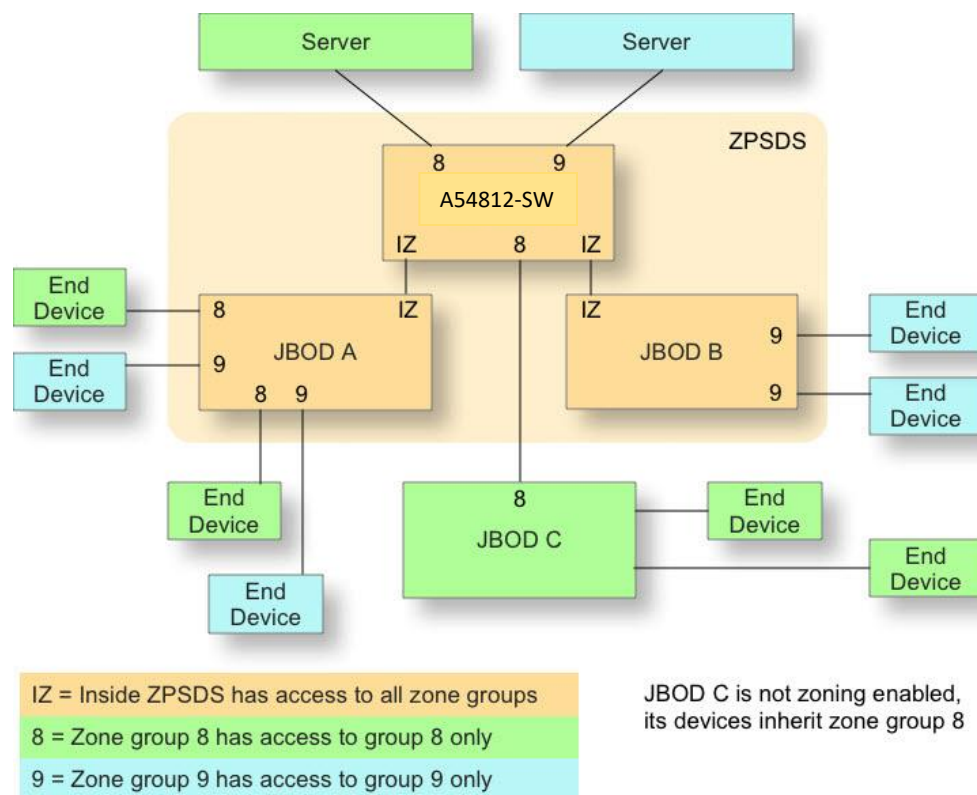 Server
Server
ZPSDS
8
9
A54812-SW
IZ
8
IZ
End
Device
8
IZ
JBOD A
End
Device
9
8
9
IZ
JBOD B
9
9
End
Device
End
Device
End
Device
End
Device
8
JBOD C
End
Device
End
Device
IZ = Inside ZPSDS has access to all zone groups
8 = Zone group 8 has access to group 8 only
9 = Zone group 9 has access to group 9 only
JBOD C is not zoning enabled,
its devices inherit zone group 8